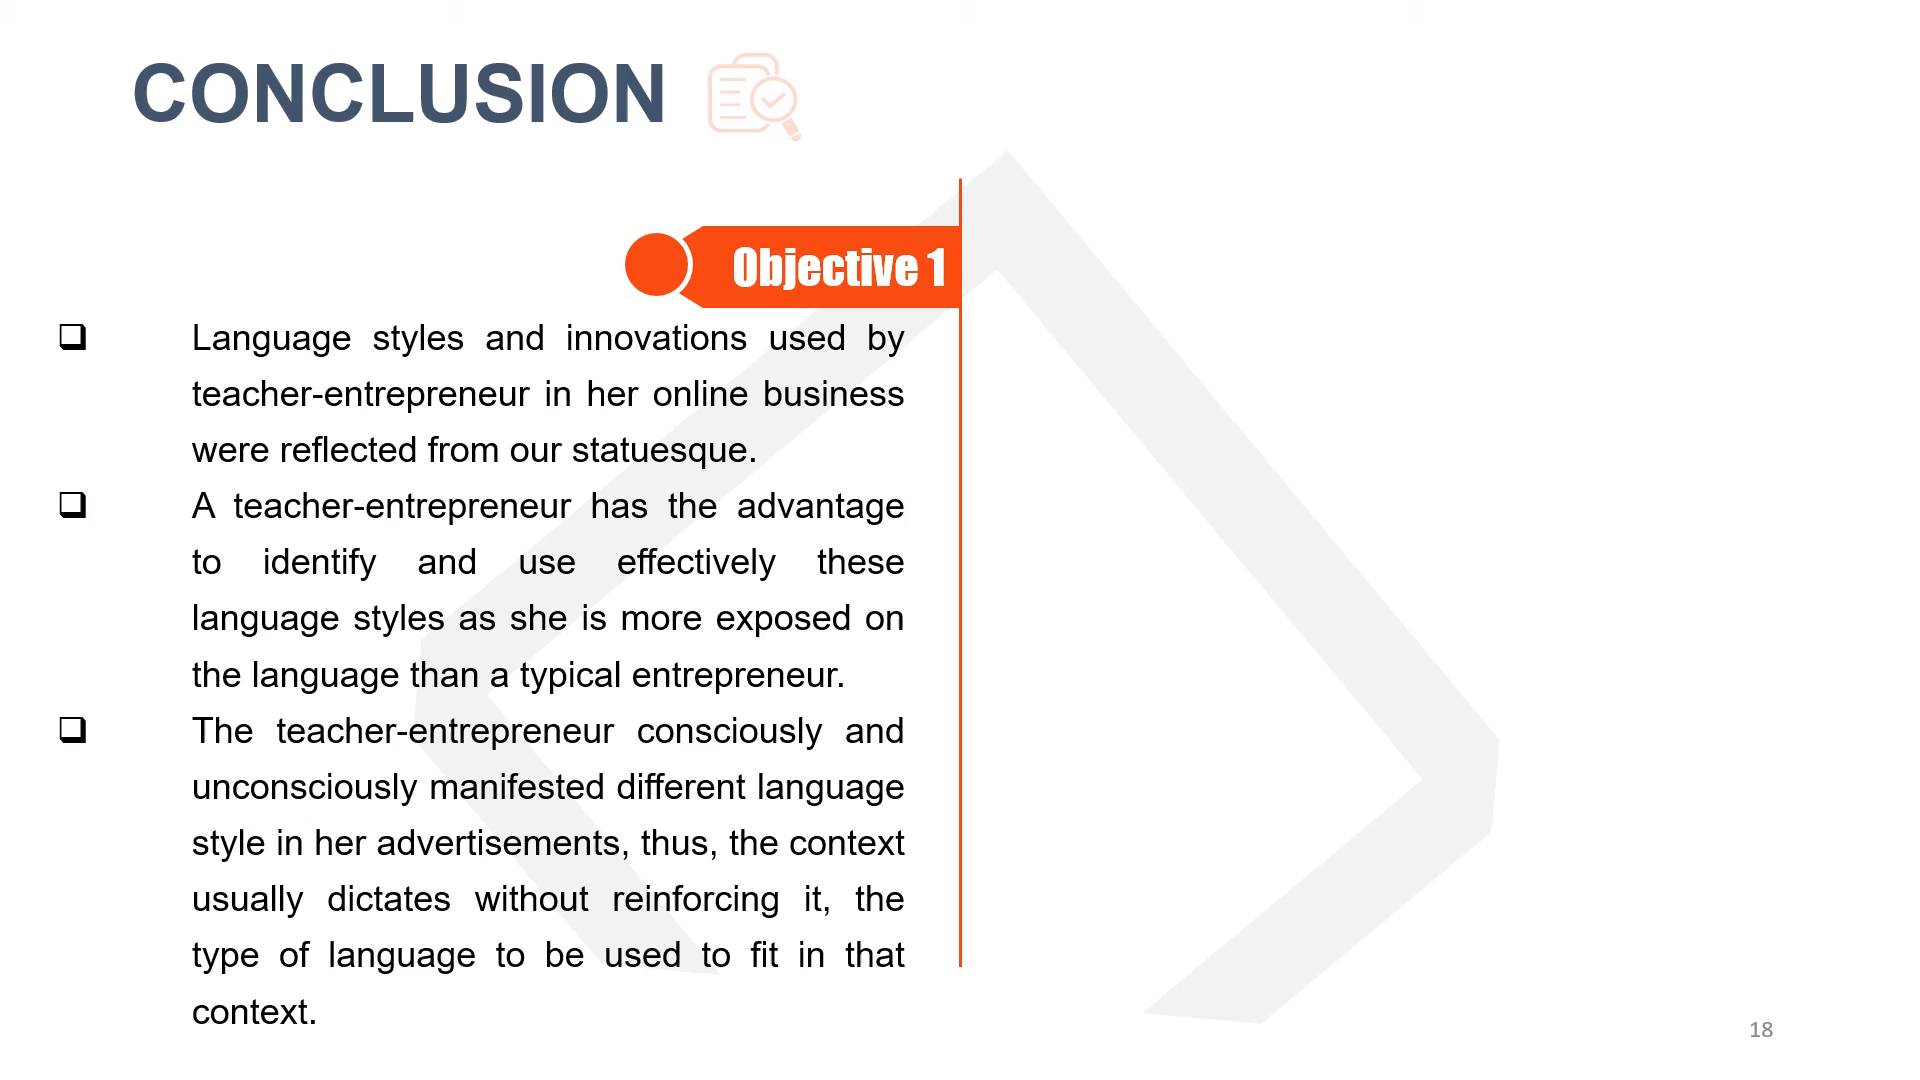 CONCLUSION
Objective 1
❑ Language styles and innovations used by
teacher-entrepreneur in her online business
were reflected from our statuesque.
❑ A teacher-entrepreneur has the advantage
to identify and use effectively these
language styles as she is more exposed on
the language than a typical entrepreneur.
❑ The teacher-entrepreneur consciously and
unconsciously manifested different language
style in her advertisements, thus, the context
usually dictates without reinforcing it, the
type of language to be used to fit in that
context.
18